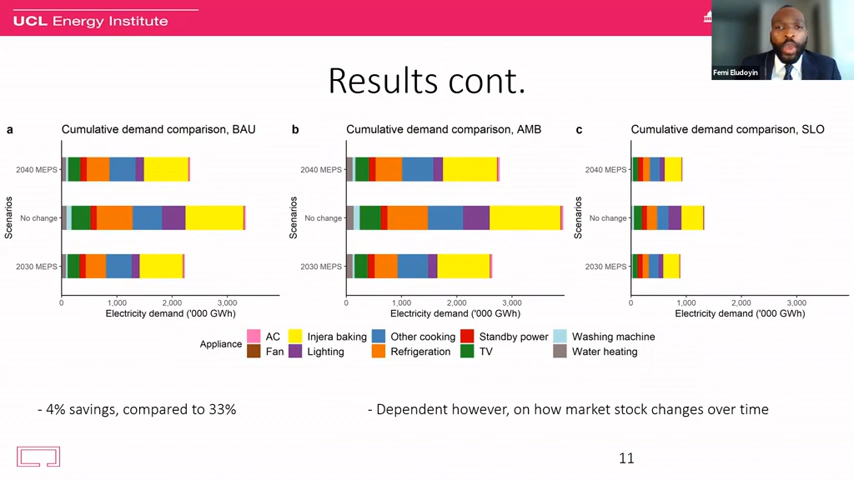 UCL Energy Institute
Femi Eludoyin
Results cont.
a Cumulative demand comparison, BAU
Scenarios
2040 MEPS
No change
2030 MEPS
0 1,000 2,000 3,000
Electricity demand ('000 GWh)
b Cumulative demand comparison, AMB
Scenarios
2040 MEPS
No change
2030 MEPS
0 1,000 2,000 3,000
Electricity demand ('000 GWh)
c Cumulative demand comparison, SLO
Scenarios
2040 MEPS
No change
2030 MEPS
0 1,000 2,000 3,000
Electricity demand ('000 GWh)
Appliance
AC Injera baking Other cooking Standby power Washing machine
Fan Lighting Refrigeration TV Water heating
- 4% savings, compared to 33%
- Dependent however, on how market stock changes over time
11